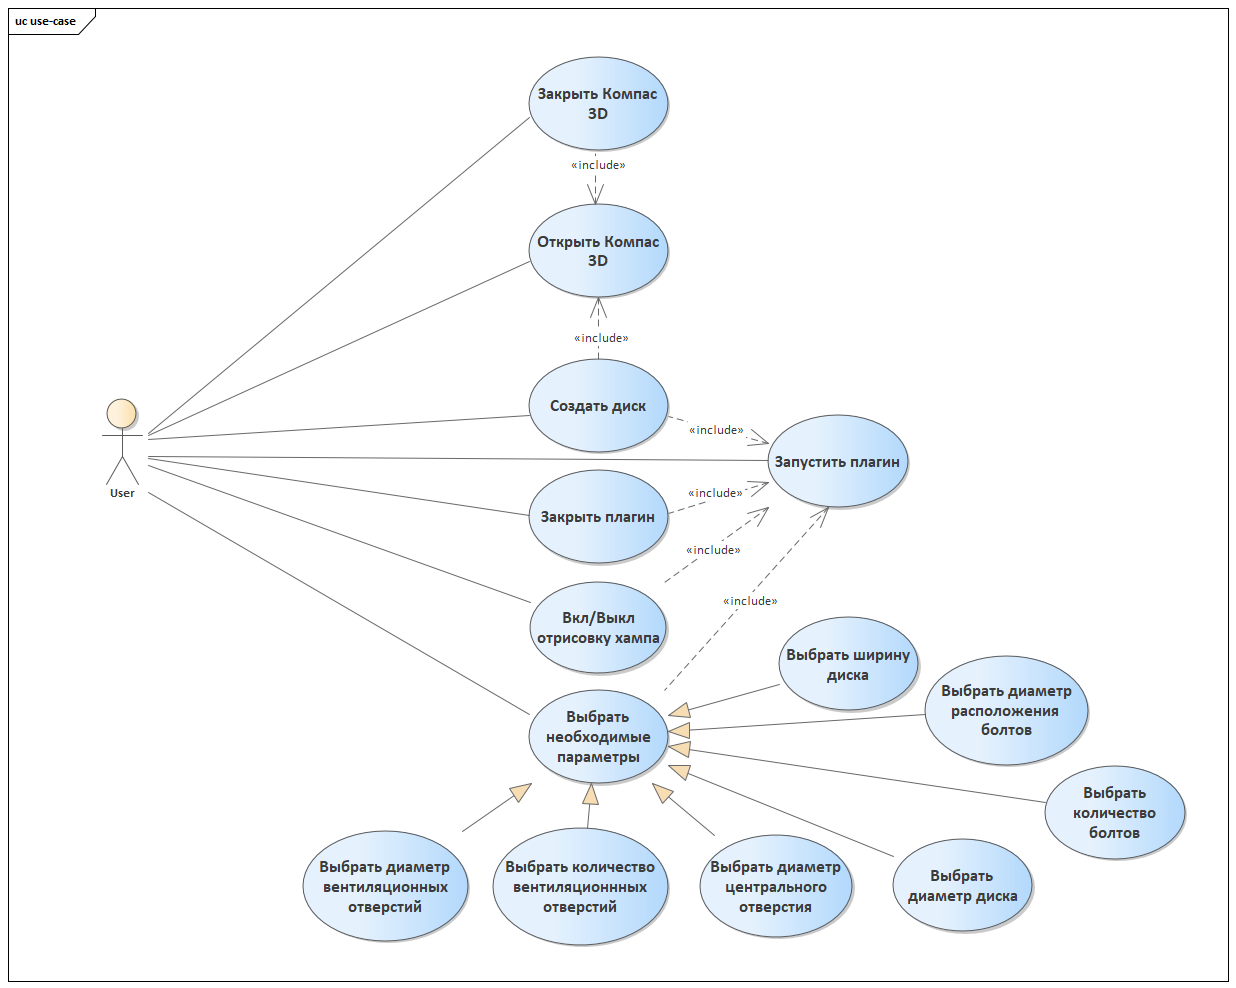 uc use-case
Закрыть Компас
3D
«include»
Открыть Компас
3D
«include»
Создать диск
«include»
Запустить плагин
User
«include»
Закрыть плагин
«include»
Вкл/Выкл
отрисовку хампа
«include»
Выбрать ширину
диска
Выбрать диаметр
расположения
болтов
Выбрать
необходимые
параметры
Выбрать
количество
болтов
Выбрать диаметр
вентиляционных
отверстий
Выбрать количество
вентиляционнных
отверстий
Выбрать диаметр
центрального
отверстия
Выбрать
диаметр диска